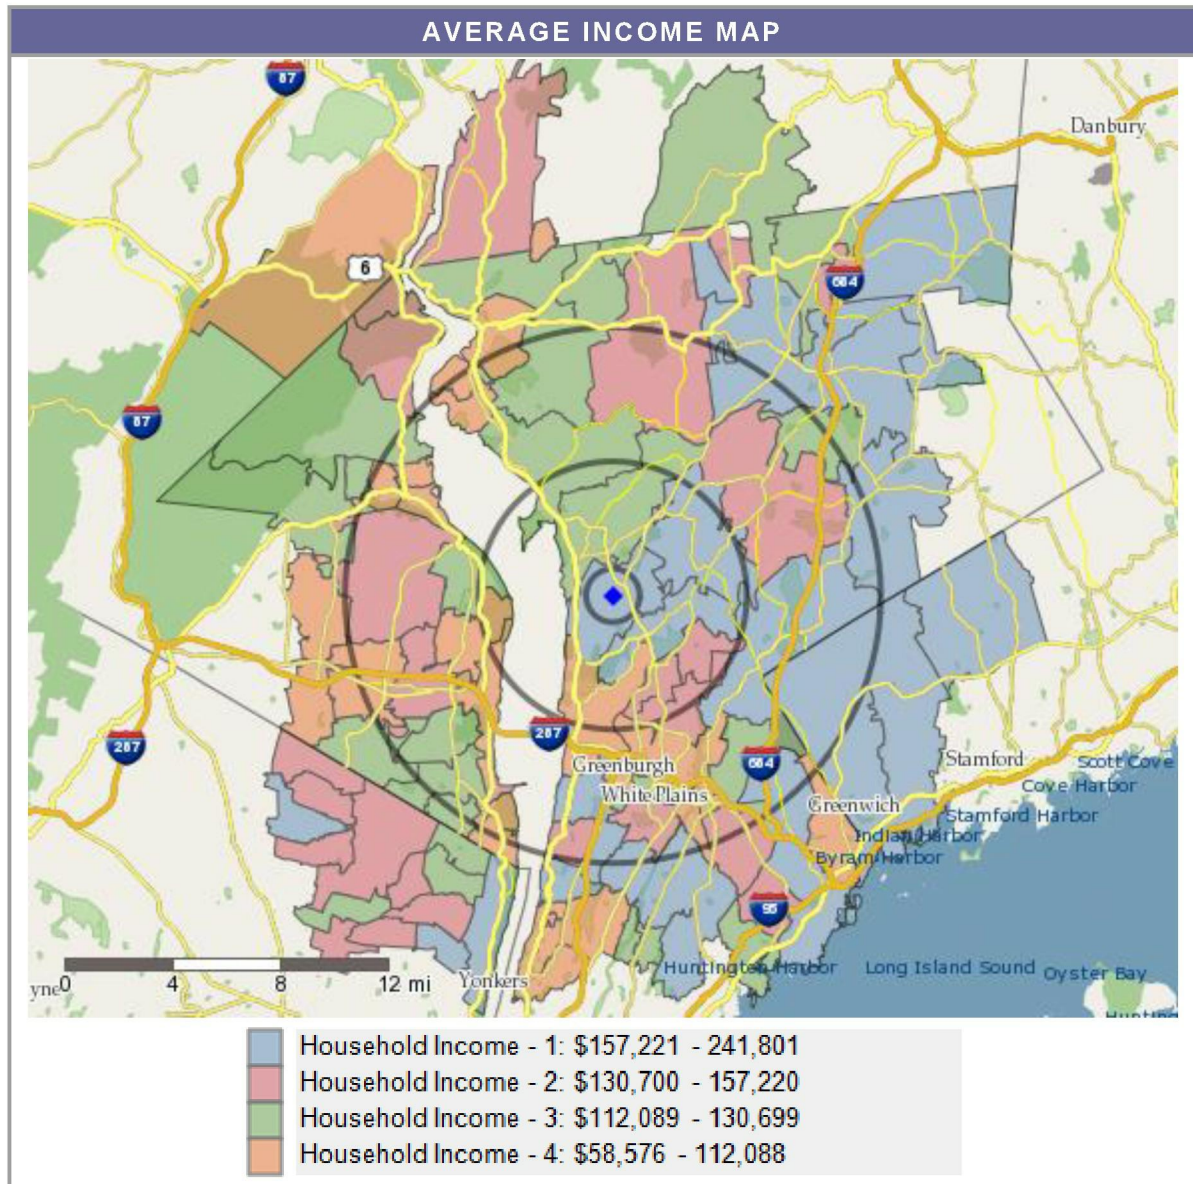 AVERAGE INCOME MAP
87
Danbury
6
684
87
287
287
Greenburgh
684
Stamford
Scott Cove
Cove Harbor
White Plains
Greenwich
Stamford Harbor
Indian Harbor
Byram Harbor
95
Huntington Harbor
Long Island Sound
Oyster Bay
Yonkers
yne
0 4 8 12 mi
Hunting
Household Income - 1: $157,221 - 241,801
Household Income - 2: $130,700 - 157,220
Household Income - 3: $112,089 - 130,699
Household Income - 4: $58,576 - 112,088